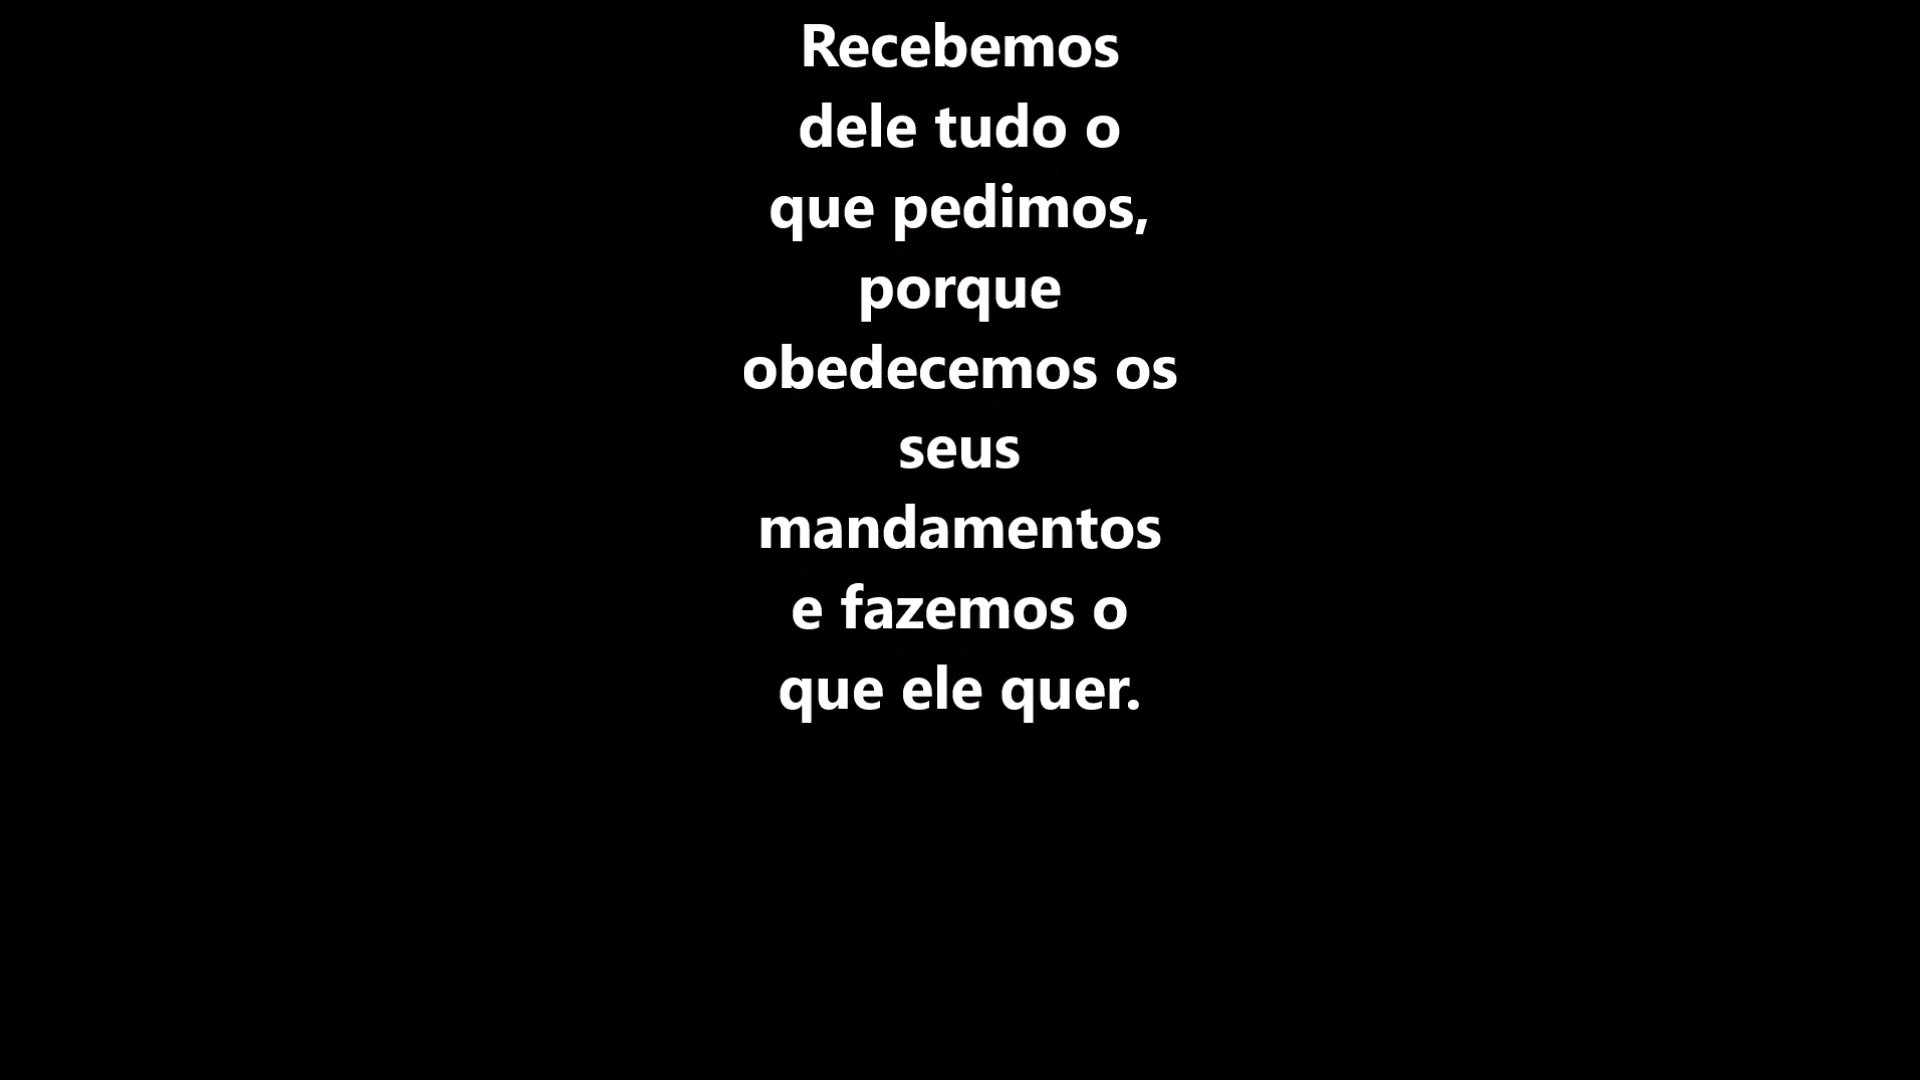 Recebemos
dele tudo o
que pedimos,
porque
obedecemos os
seus
mandamentos
e fazemos o
que ele quer.